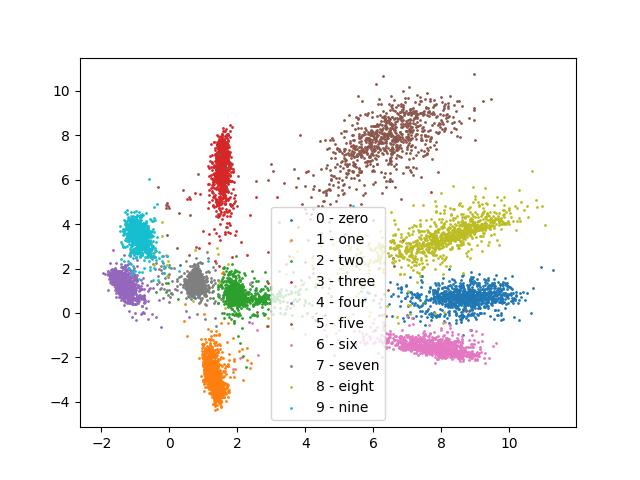 10
8
6
4
2
0
−2
−4
0 - zero
1 - one
2 - two
3 - three
4 - four
5 - five
6 - six
7 - seven
8 - eight
9 - nine
−2 0 2 4 6 8 10